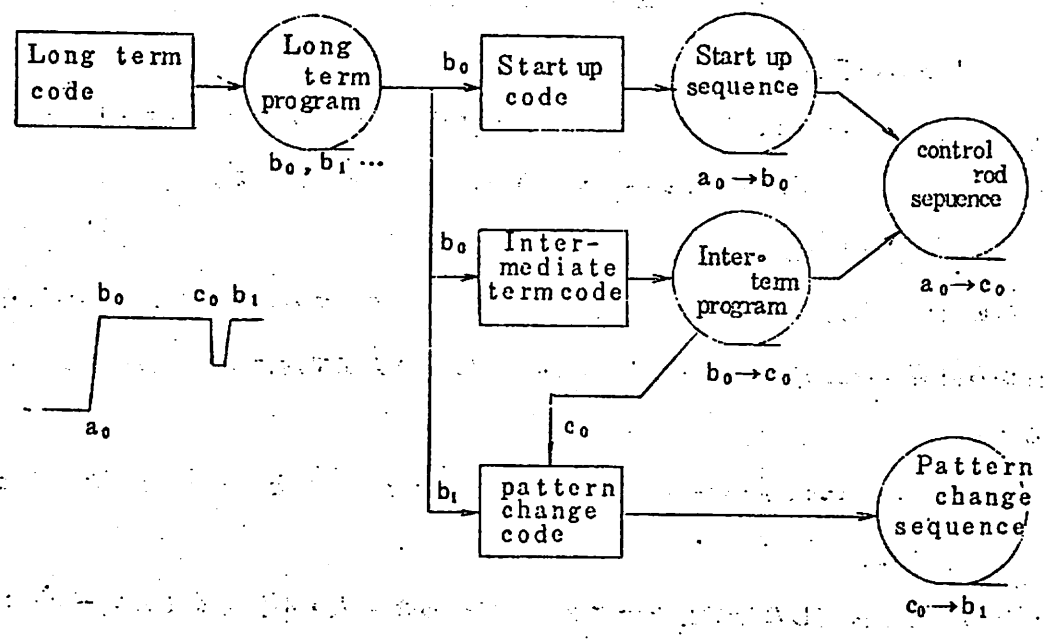 Long term
code
Long
term
program
b₀, b₁ ...
b₀
Start up
code
Start up
sequence
a₀→b₀
control
rod
sepuence
a₀→c₀
b₀
Inter-
mediate
term code
Inter-
term
program
b₀→c₀
b₀
c₀ b₁
a₀
c₀
b₁
pattern
change
code
Pattern
change
sequence
c₀→b₁